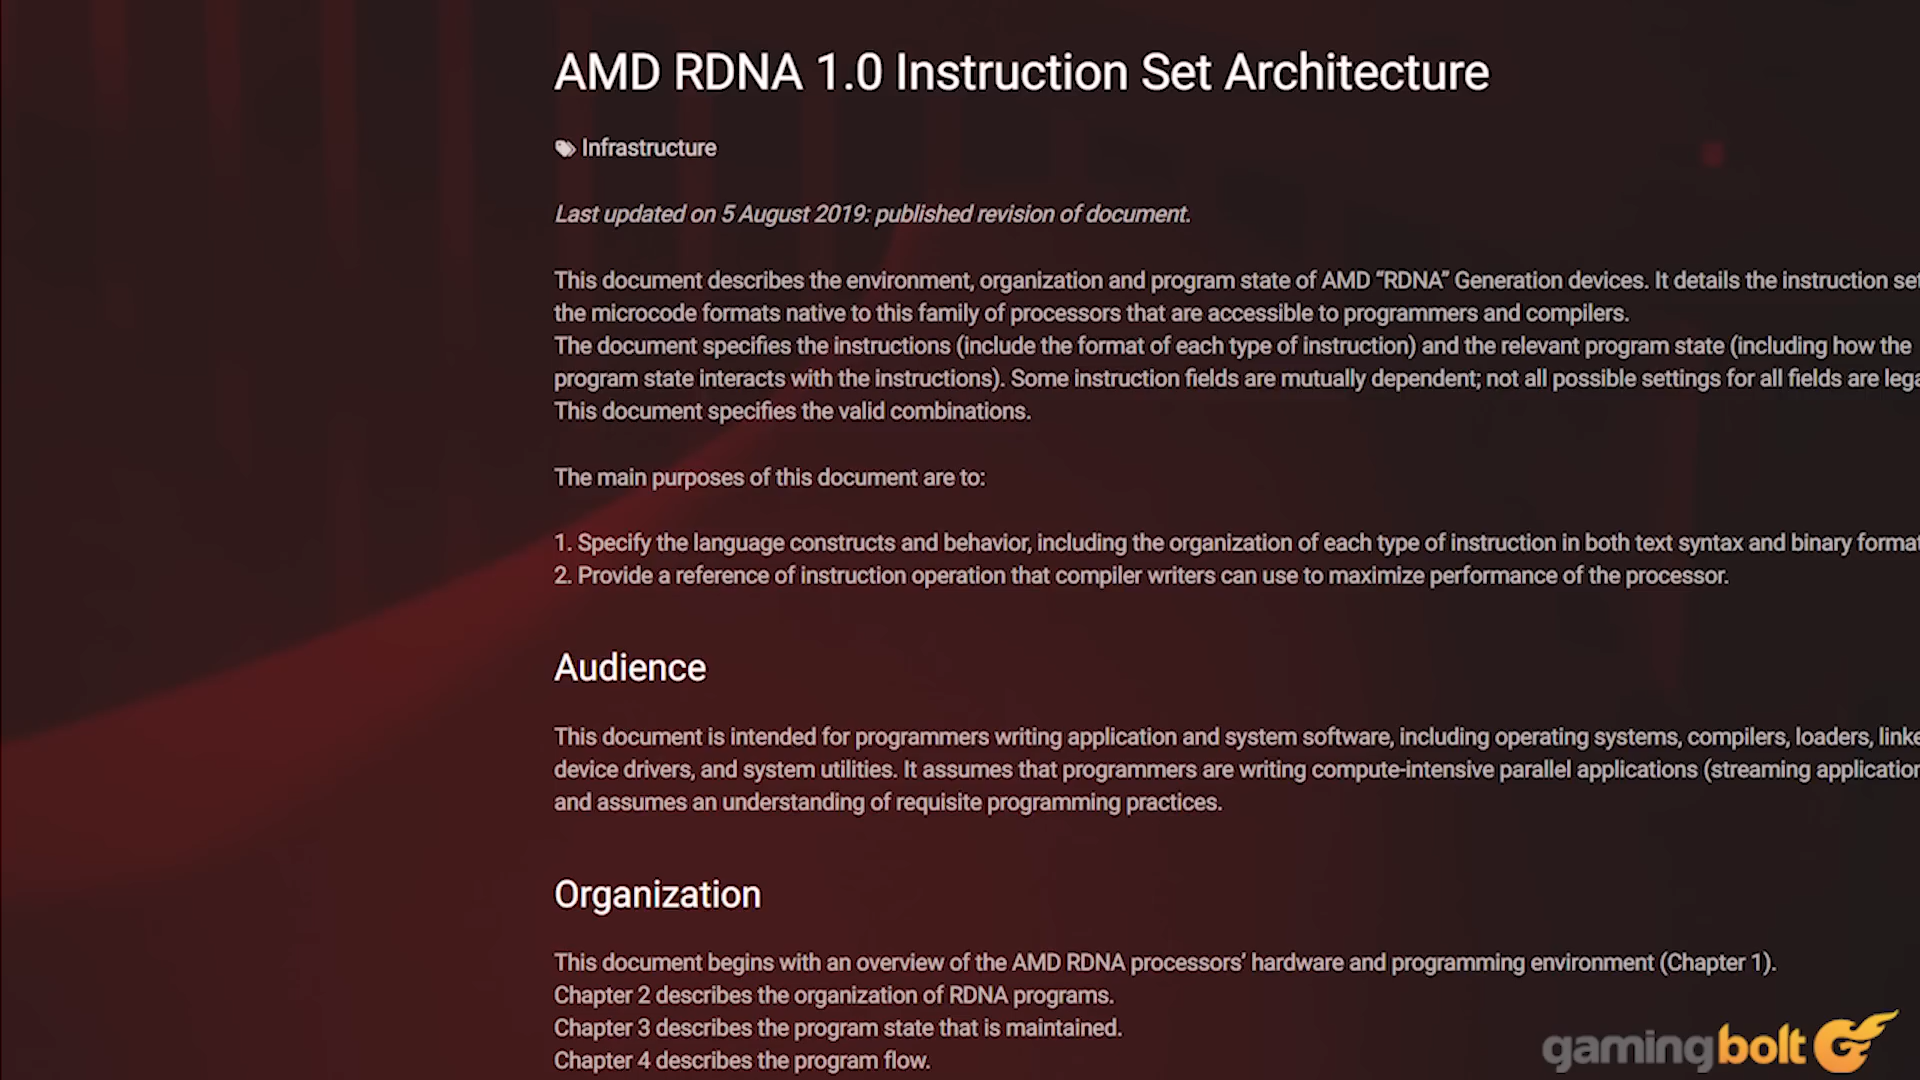 AMD RDNA 1.0 Instruction Set Architecture
Infrastructure
Last updated on 5 August 2019: published revision of document.
This document describes the environment, organization and program state of AMD “RDNA” Generation devices. It details the instruction set
the microcode formats native to this family of processors that are accessible to programmers and compilers.
The document specifies the instructions (include the format of each type of instruction) and the relevant program state (including how the
program state interacts with the instructions). Some instruction fields are mutually dependent; not all possible settings for all fields are
This document specifies the valid combinations.
The main purposes of this document are to:
1. Specify the language constructs and behavior, including the organization of each type of instruction in both text syntax and binary format
2. Provide a reference of instruction operation that compiler writers can use to maximize performance of the processor.
Audience
This document is intended for programmers writing application and system software, including operating systems, compilers, loaders,
device drivers, and system utilities. It assumes that programmers are writing compute-intensive parallel applications (streaming
and assumes an understanding of requisite programming practices.
Organization
This document begins with an overview of the AMD RDNA processors’ hardware and programming environment (Chapter 1).
Chapter 2 describes the organization of RDNA programs.
Chapter 3 describes the program state that is maintained.
Chapter 4 describes the program flow.
gamingbolt